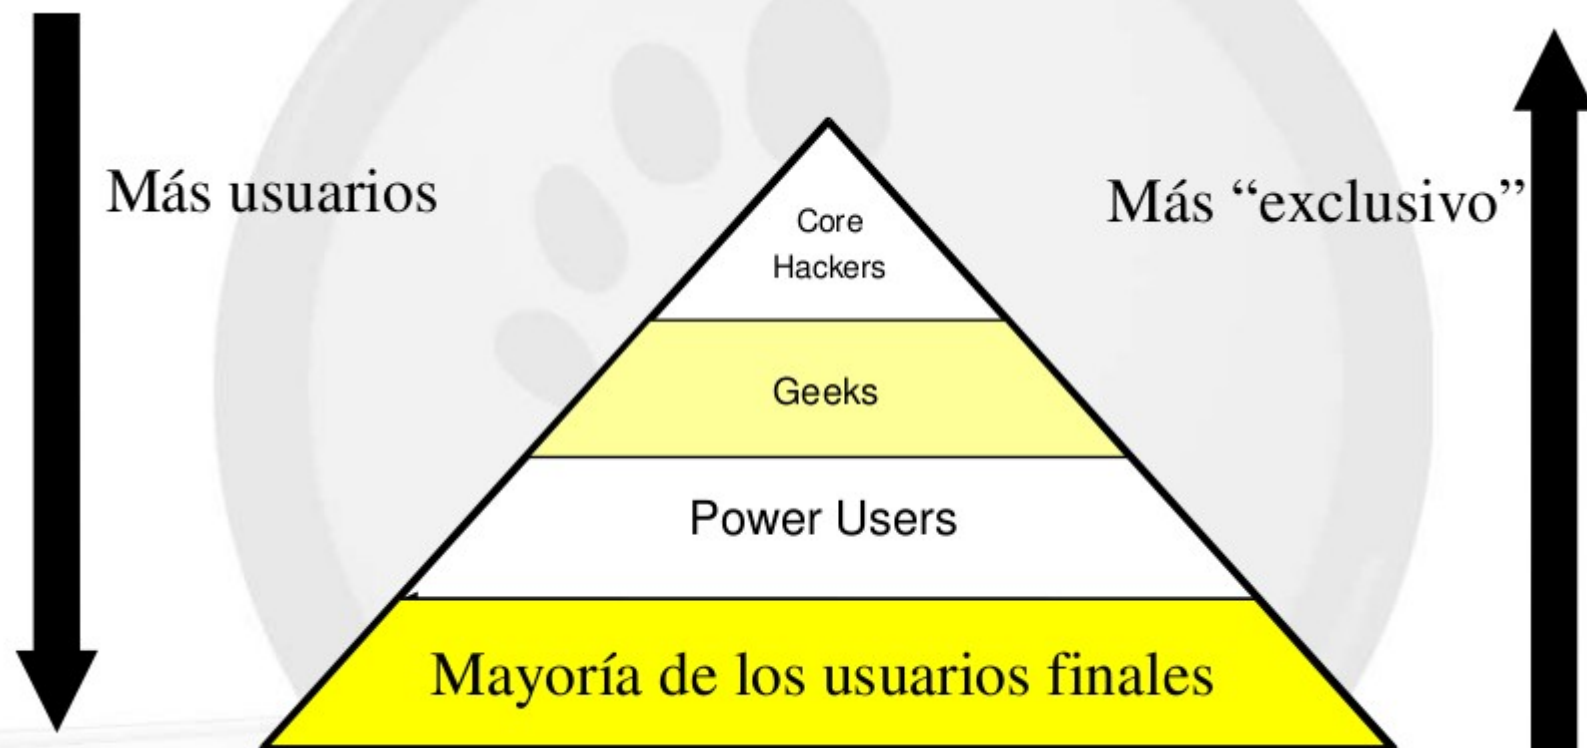 Más usuarios
Más “exclusivo”
Core
Hackers
Geeks
Power Users
Mayoría de los usuarios finales